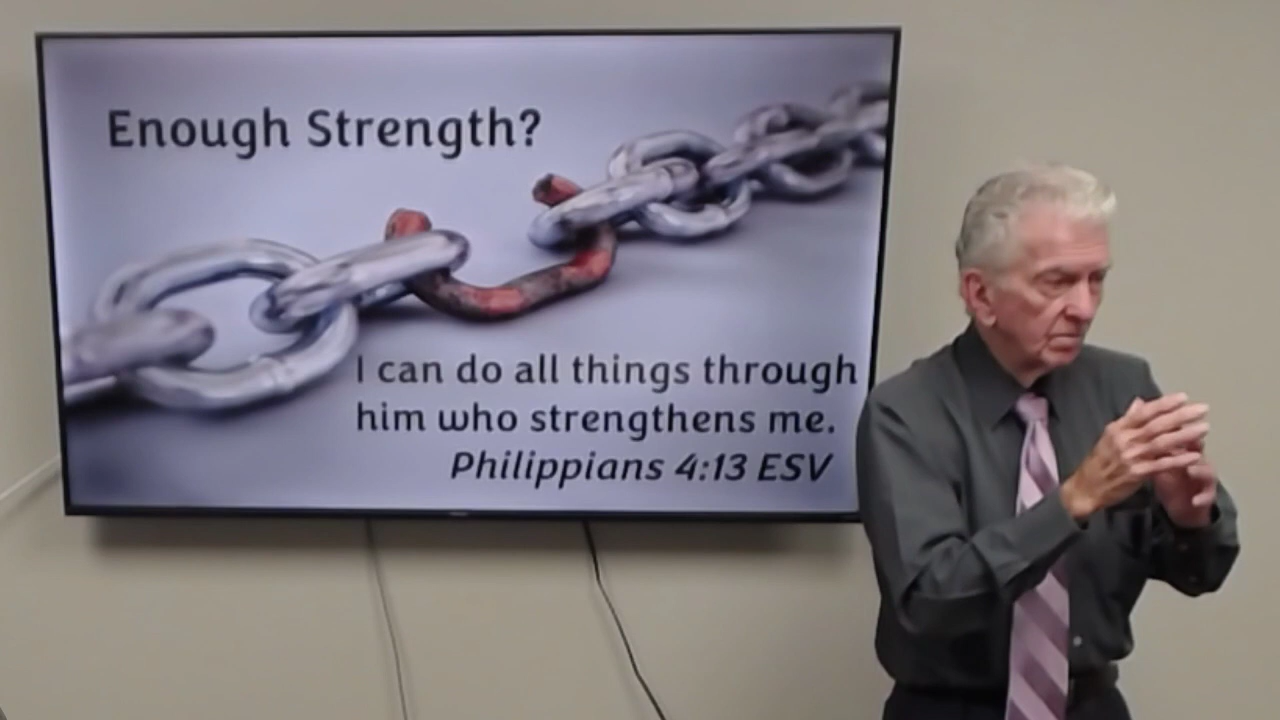 Enough Strength?
I can do all things through
him who strengthens me.
Philippians 4:13 ESV